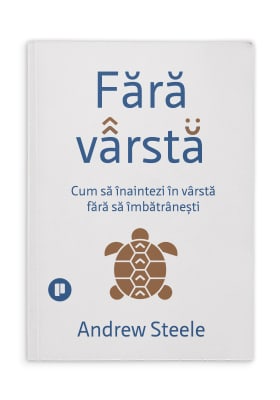 Fără
vârstă
Cum să înaintezi în vârstă
fără să îmbătrânești
p
Andrew Steele